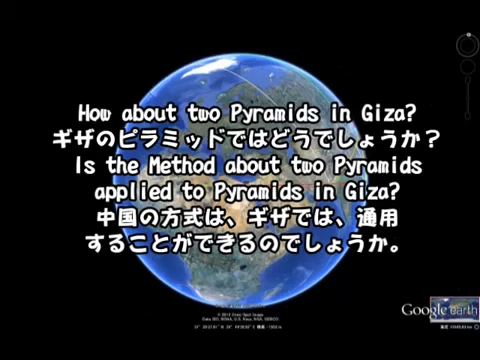 How about two Pyramids in Giza?
ギザのピラミッドではどうでしょうか？
Is the Method about two Pyramids
applied to Pyramids in Giza?
中国の方式は、ギザでは、通用
することができるのでしょうか。
Google earth